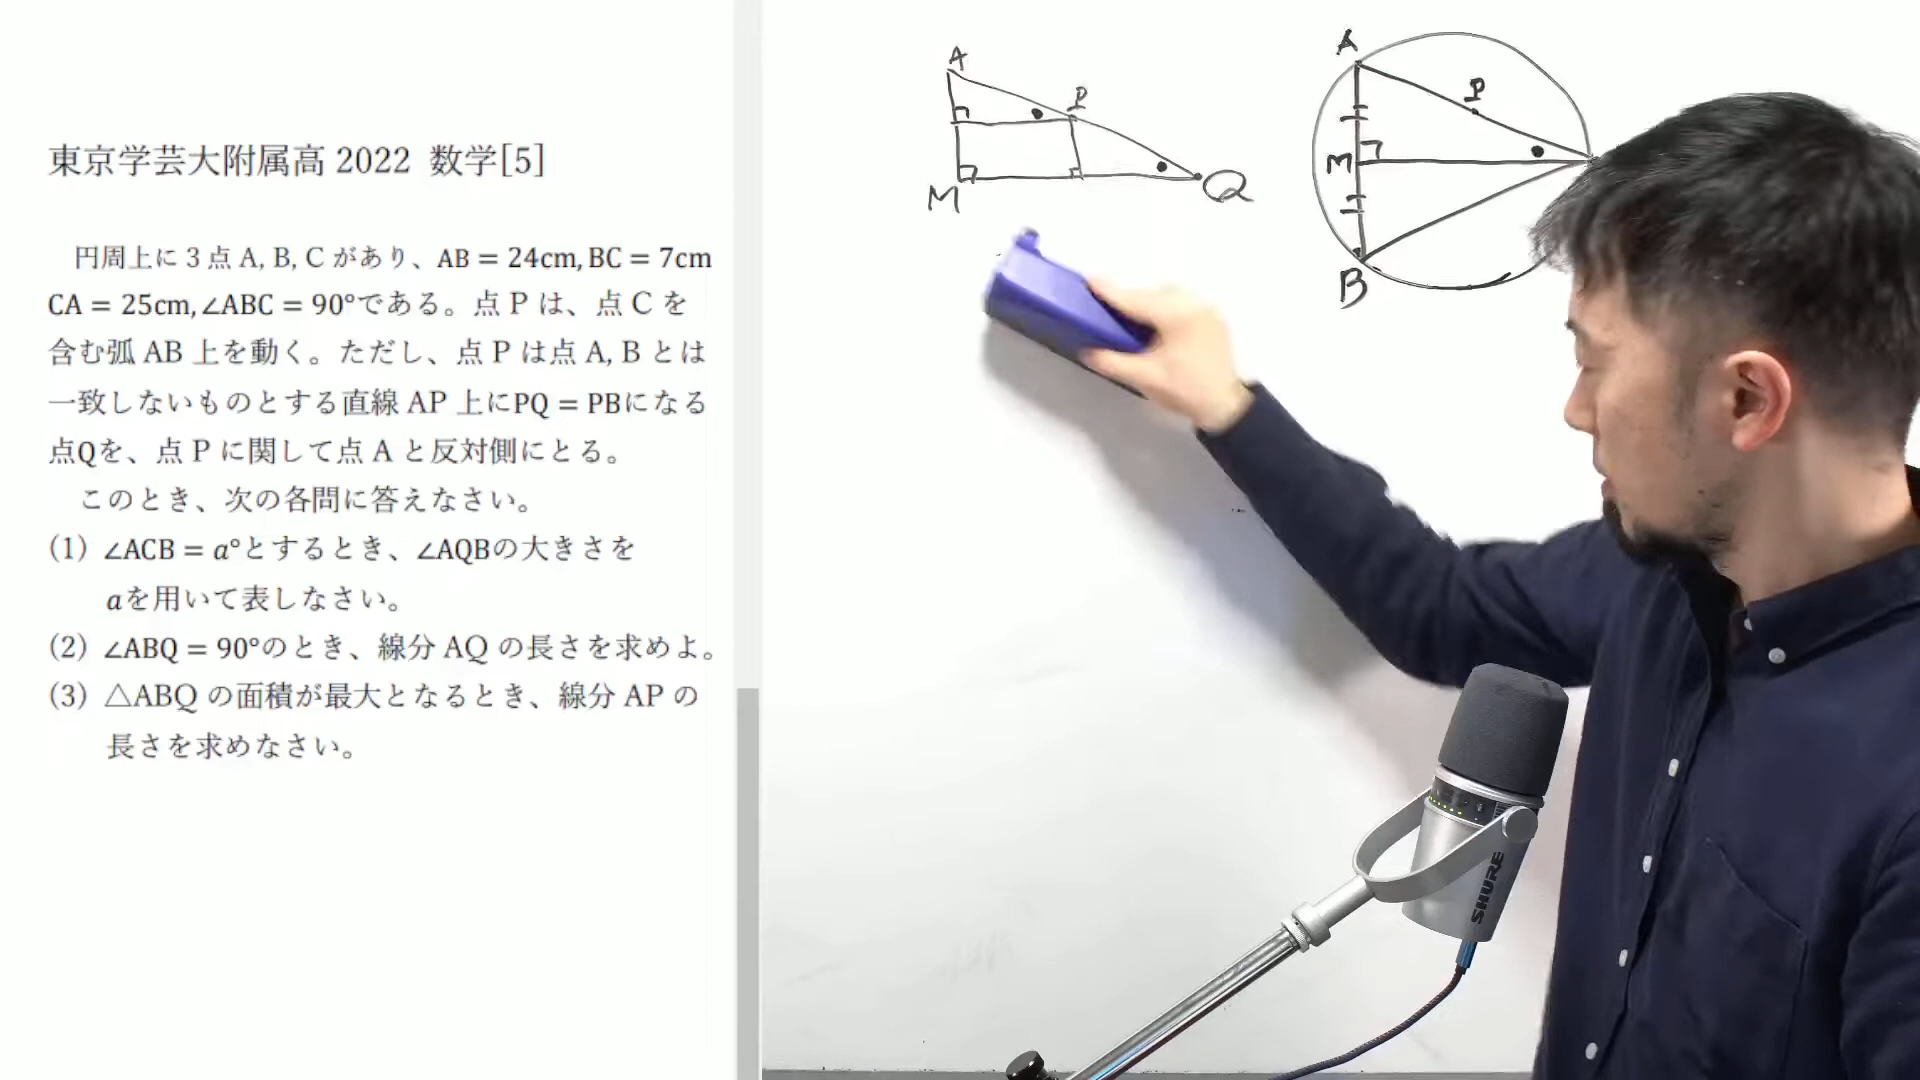 東京学芸大附属高 2022 数学[5]
円周上に 3 点 A, B, C があり、AB = 24cm, BC = 7cm
CA = 25cm, ∠ABC = 90°である。点 P は、点 C を
含む弧 AB 上を動く。ただし、点 P は点 A, B とは
一致しないものとする直線 AP 上にPQ = PBになる
点Qを、点 P に関して点 A と反対側にとる。
このとき、次の各問に答えなさい。
(1) ∠ACB = a°とするとき、∠AQBの大きさを
aを用いて表しなさい。
(2) ∠ABQ = 90°のとき、線分 AQ の長さを求めよ。
(3) △ABQ の面積が最大となるとき、線分 AP の
長さを求めなさい。
A
P
M
Q
A
P
M
B
SHURE